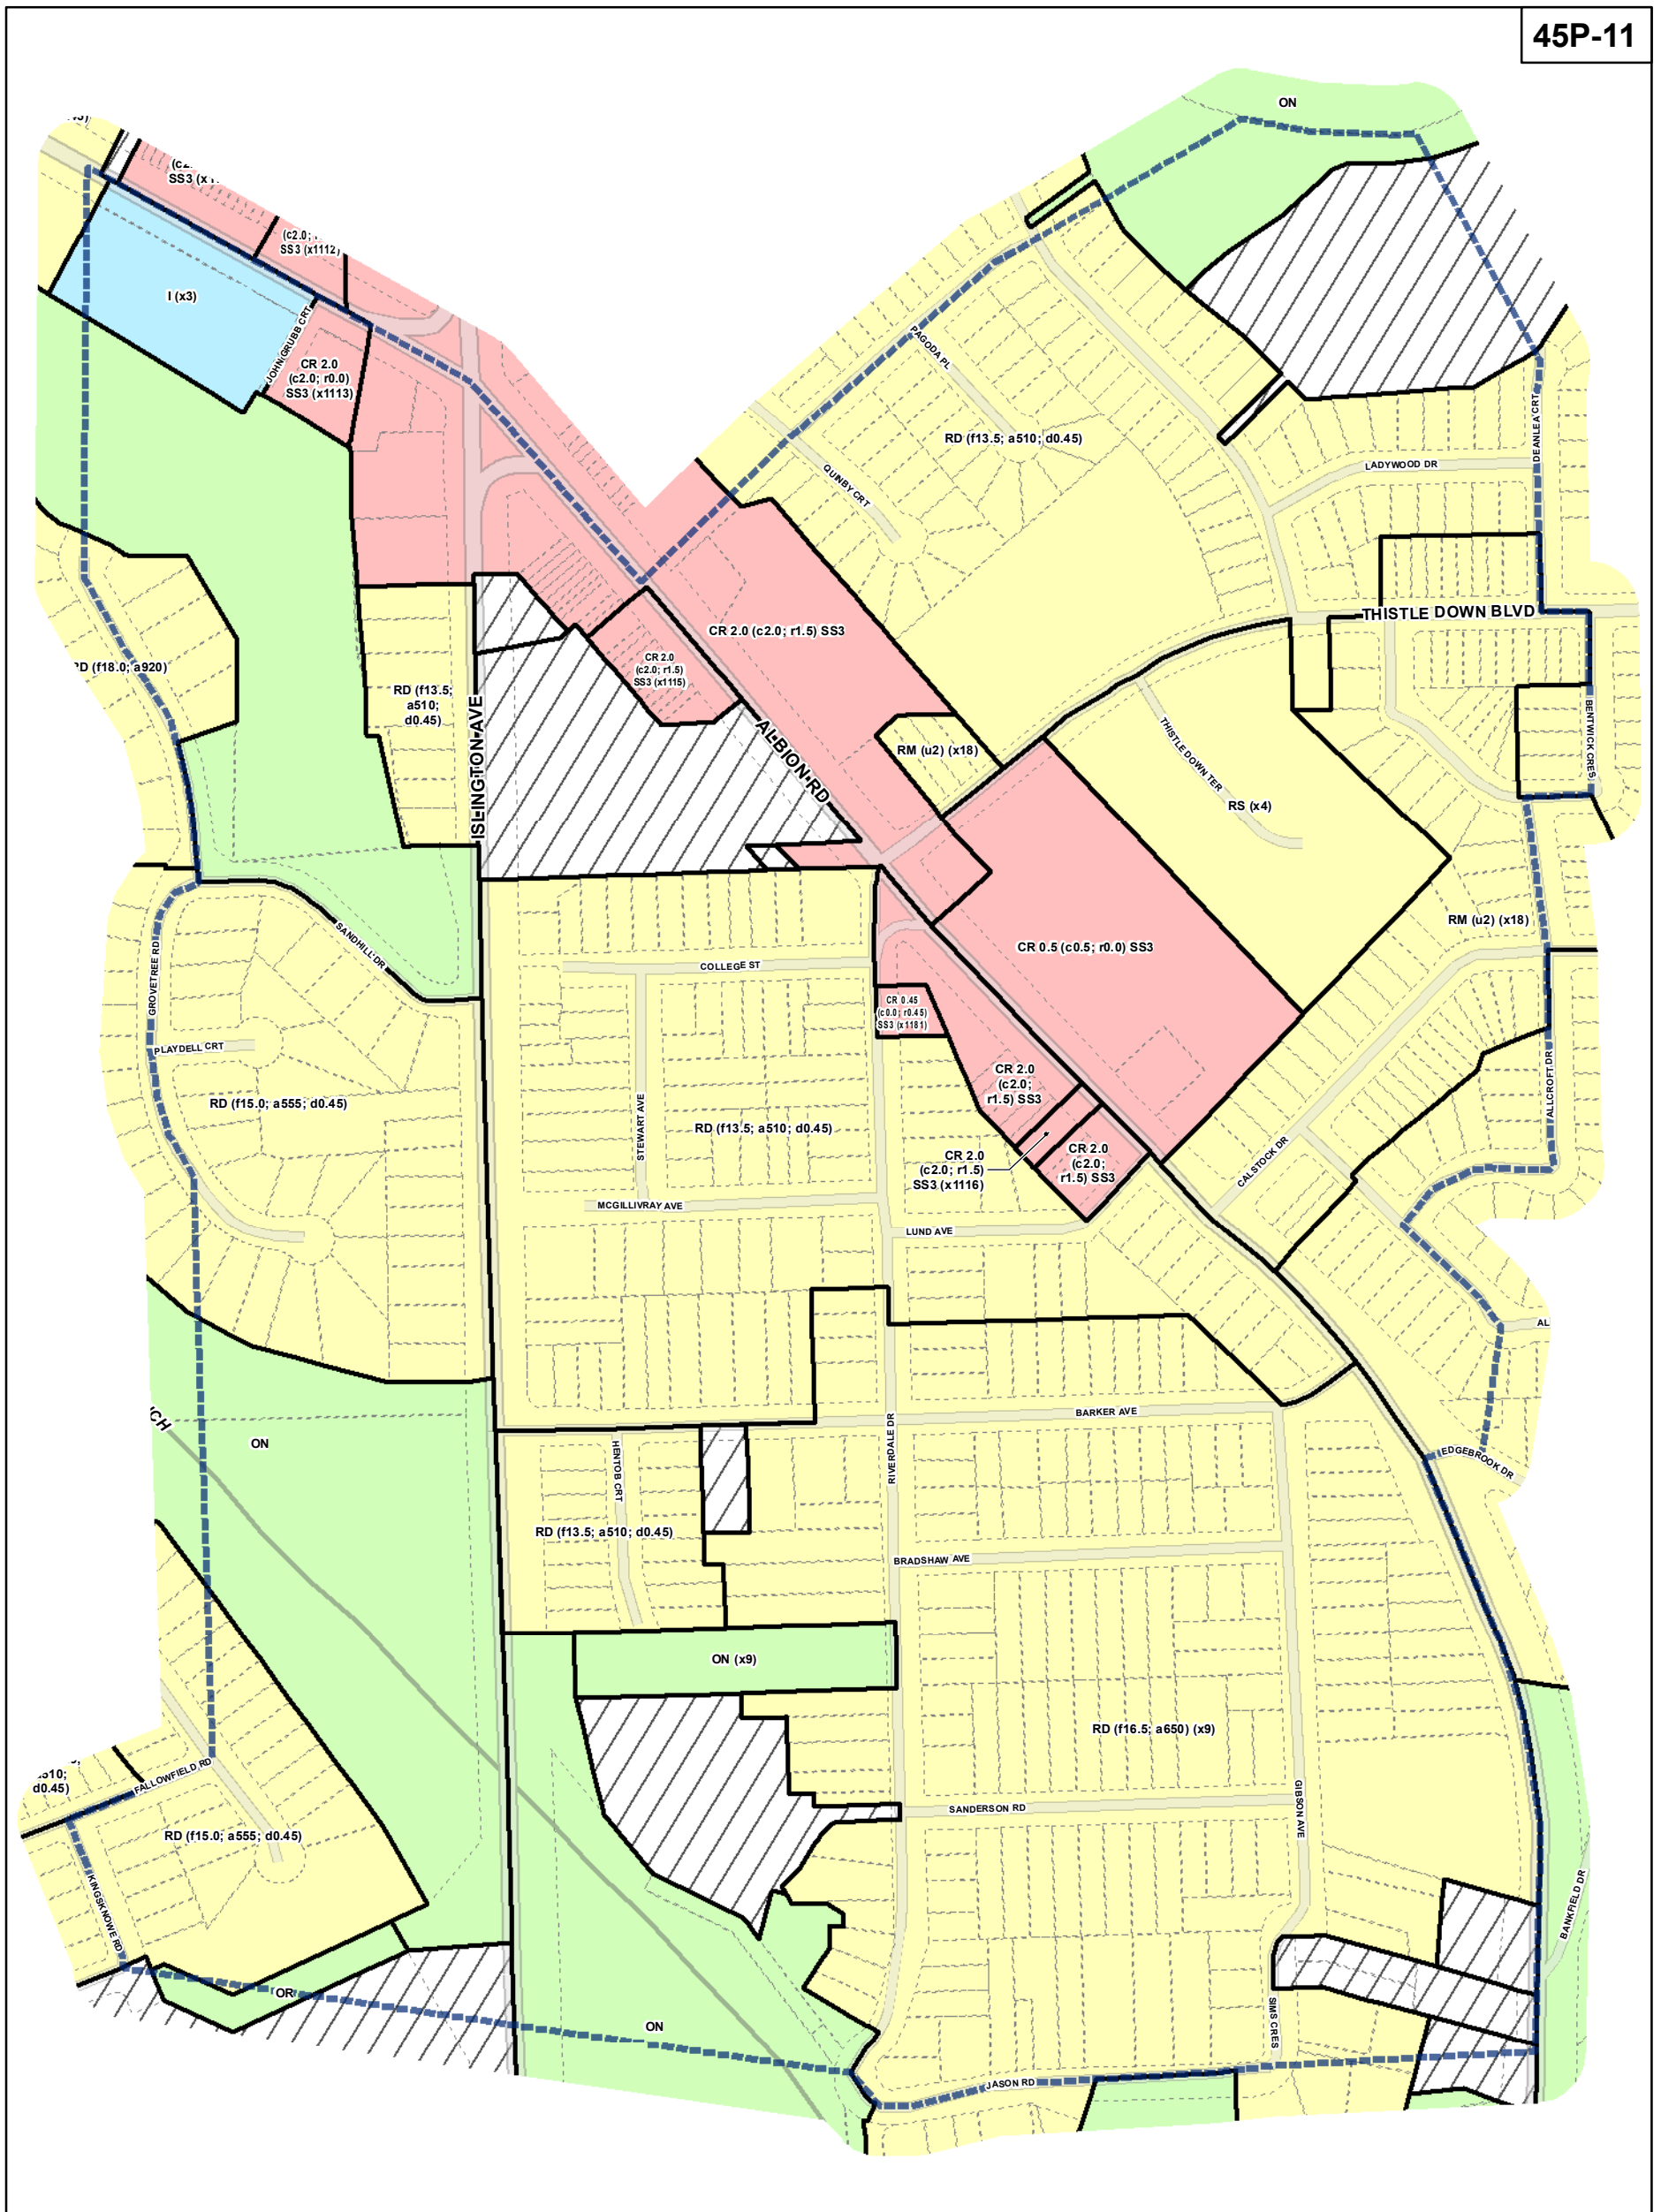 45P-11
ON
SS3 (x1
(c2.0;
SS3 (x1112)
I (x3)
JOHN GRUBB CRT
CR 2.0
(c2.0; r0.0)
SS3 (x1113)
PAGODA PL
RD (f13.5; a510; d0.45)
QUINBY CRT
DEANLEA CRT
LADYWOOD DR
THISTLE DOWN BLVD
CR 2.0 (c2.0; r1.5) SS3
CR 2.0
(c2.0; r1.5)
SS3 (x1115)
RD (f18.0; a920)
RD (f13.5;
a510;
d0.45)
ISLINGTON AVE
ALBION RD
RM (u2) (x18)
THISTLE DOWN TER
BENTWICK CRES
RS (x4)
RM (u2) (x18)
SANDHILL DR
GROVETREE RD
COLLEGE ST
CR 0.5 (c0.5; r0.0) SS3
CR 0.45
(c0.0; r0.45)
SS3 (x1181)
PLAYDELL CRT
RD (f15.0; a555; d0.45)
STEWART AVE
RD (f13.5; a510; d0.45)
CR 2.0
(c2.0;
r1.5) SS3
CR 2.0
(c2.0; r1.5)
SS3 (x1116)
CR 2.0
(c2.0;
r1.5) SS3
ALLCROFT DR
CALSTOCK DR
MCGILLIVRAY AVE
LUND AVE
AL
ON
BARKER AVE
RIVERDALE DR
EDGEBROOK DR
HENTOB CRT
RD (f13.5; a510; d0.45)
BRADSHAW AVE
ON (x9)
RD (f16.5; a650) (x9)
d0.45)
FALLOWFIELD RD
RD (f15.0; a555; d0.45)
SANDERSON RD
GIBSON AVE
KINGSKNOWE RD
BANKFIELD DR
OR
ON
SIMS CRES
JASON RD